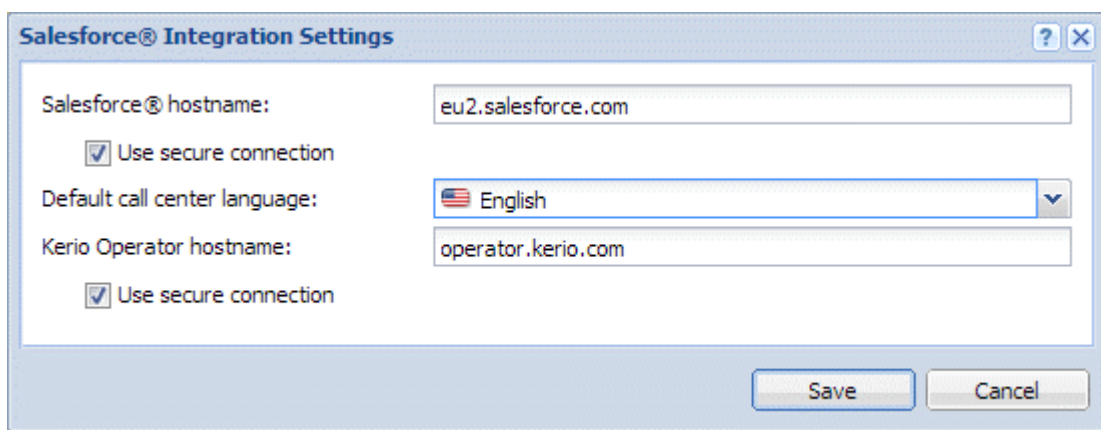 Salesforce® Integration Settings ?
Salesforce® hostname: eu2.salesforce.com
Use secure connection
Default call center language: English
Kerio Operator hostname: operator.kerio.com
Use secure connection
Save Cancel